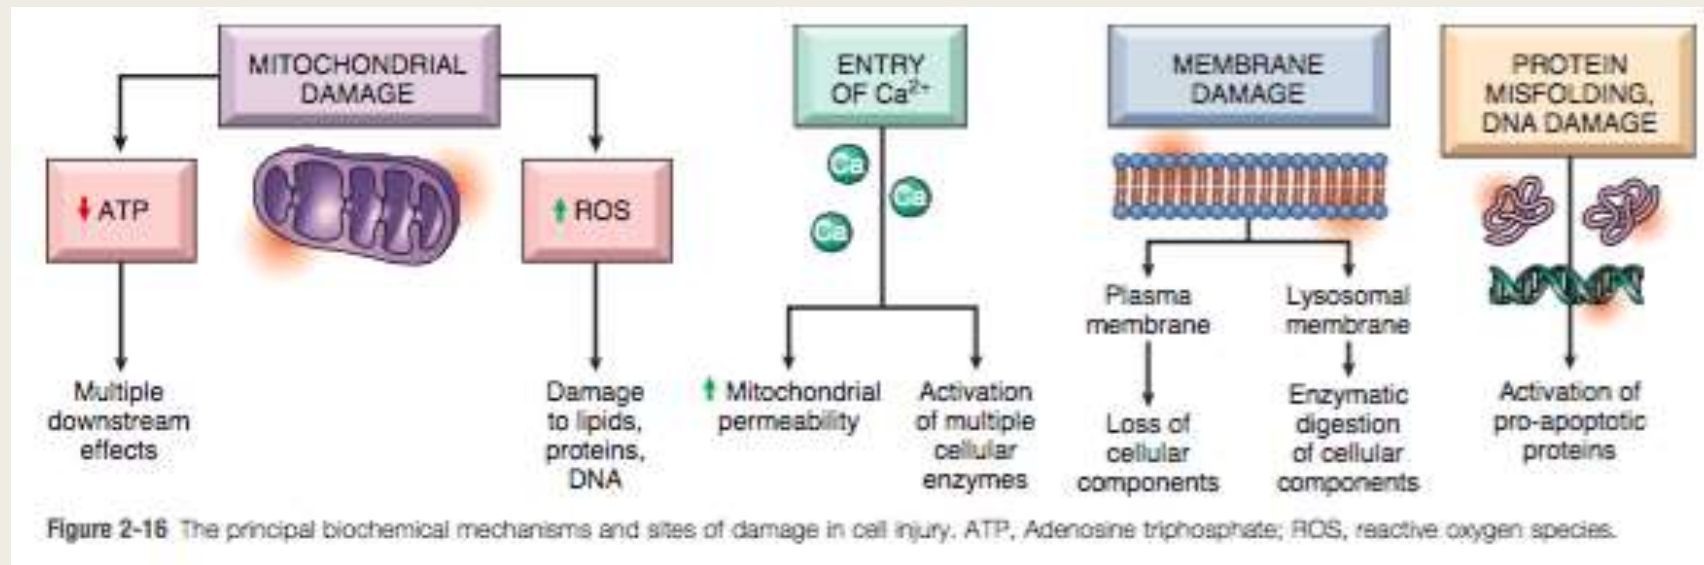 MITOCHONDRIAL
DAMAGE
↓ ATP
↑ ROS
Multiple
downstream
effects
Damage
to lipids,
proteins,
DNA
ENTRY
OF Ca²⁺
Ca
Ca
Ca
↑ Mitochondrial
permeability
Activation
of multiple
cellular
enzymes
MEMBRANE
DAMAGE
Plasma
membrane
Loss of
cellular
components
Lysosomal
membrane
Enzymatic
digestion
of cellular
components
PROTEIN
MISFOLDING,
DNA DAMAGE
Activation of
pro-apoptotic
proteins
Figure 2-16 The principal biochemical mechanisms and sites of damage in cell injury. ATP, Adenosine triphosphate; ROS, reactive oxygen species.